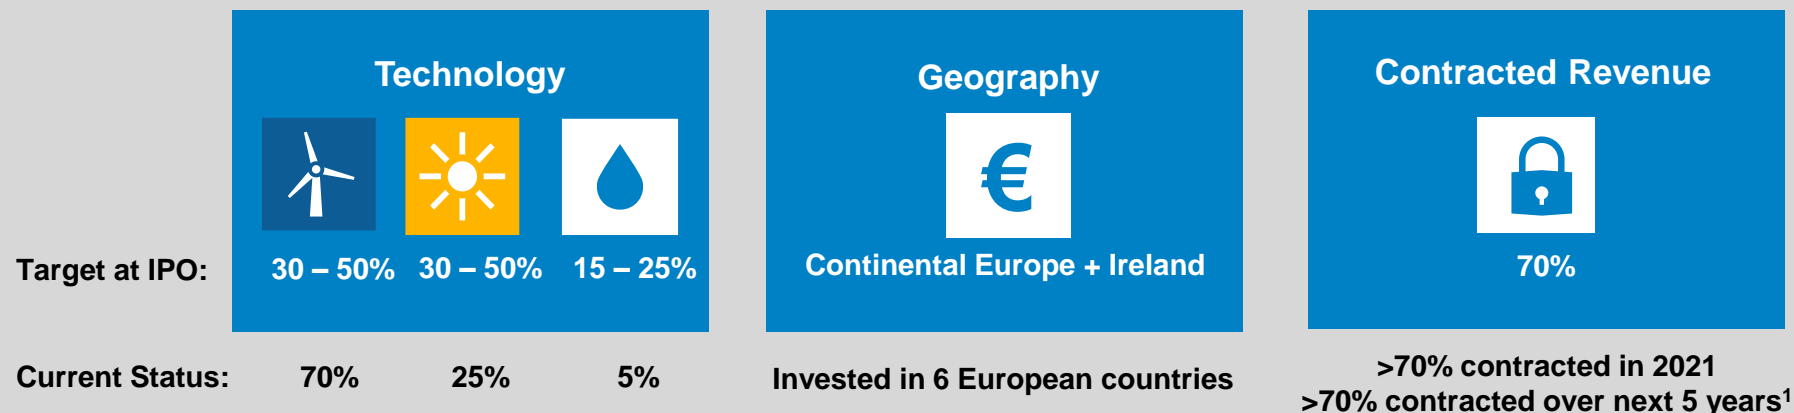 Technology
Geography
€
Contracted Revenue
Target at IPO:
30 – 50% 30 – 50% 15 – 25%
Continental Europe + Ireland
70%
Current Status:
70% 25% 5%
Invested in 6 European countries
>70% contracted in 2021
>70% contracted over next 5 years¹